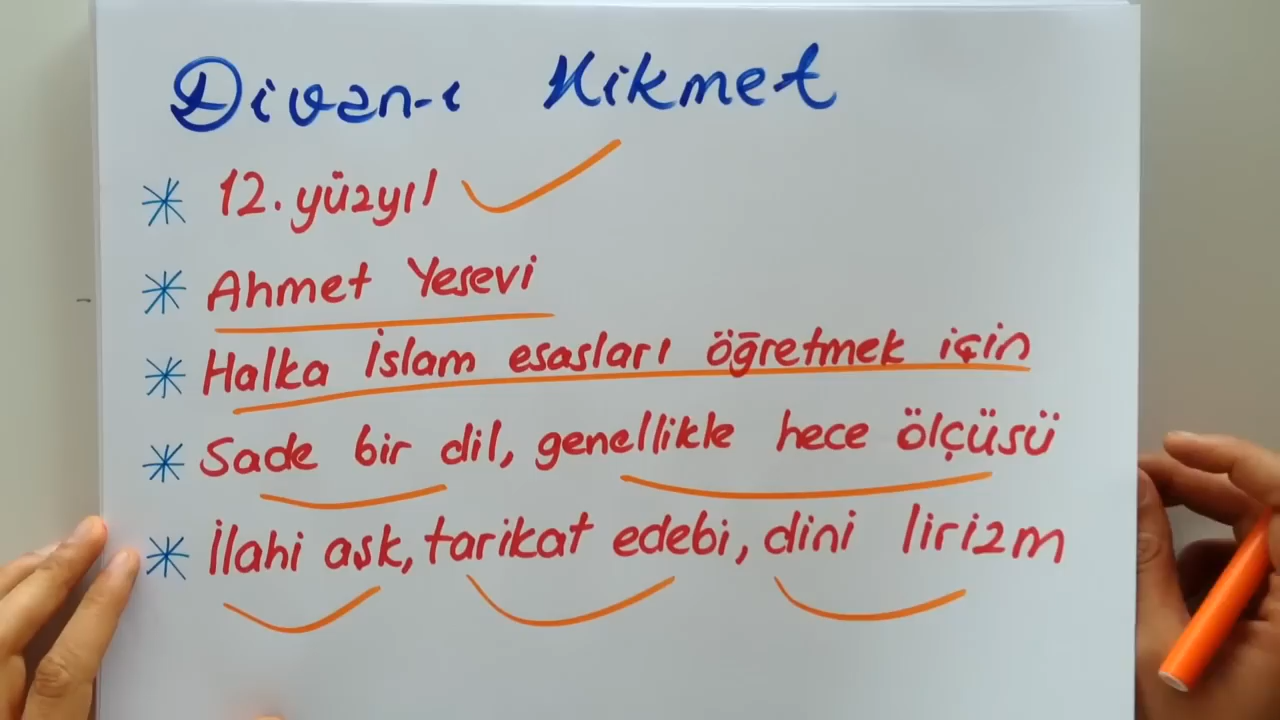 Divan-ı Hikmet
* 12. yüzyıl
* Ahmet Yesevi
* Halka İslam esasları öğretmek için
* Sade bir dil, genellikle hece ölçüsü
* İlahi ask, tarikat edebi, dini lirizm